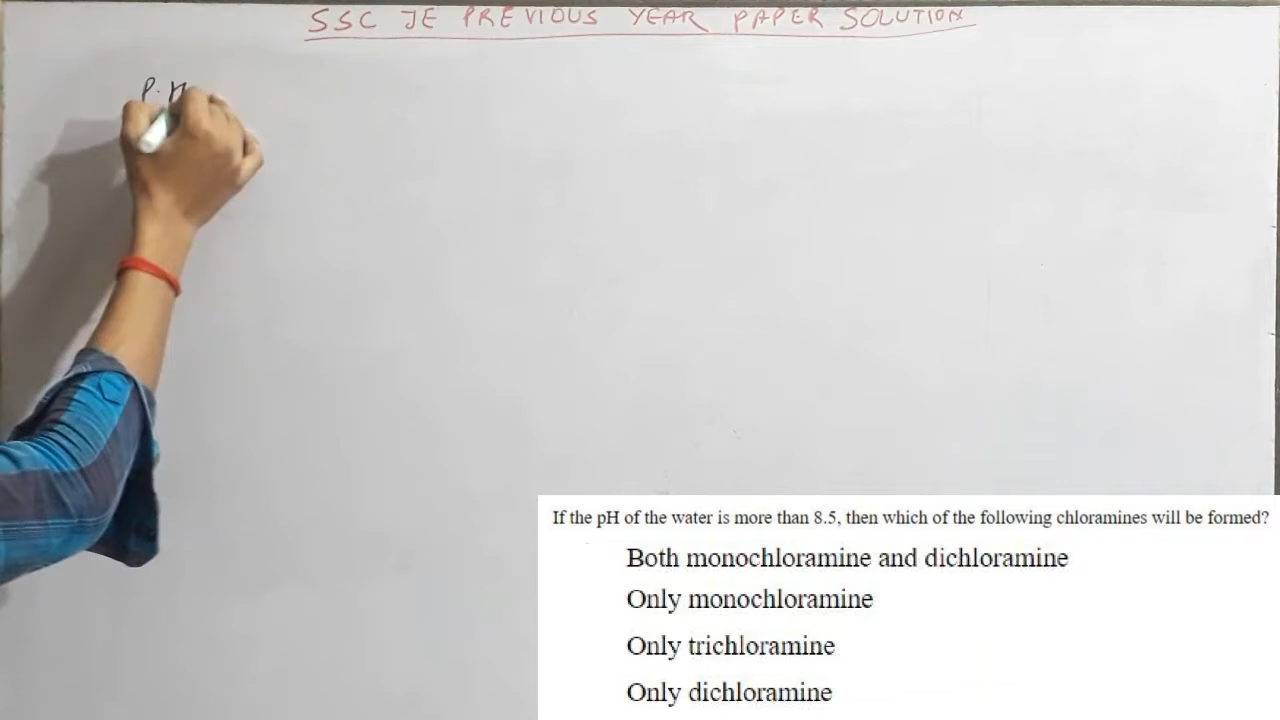 SSC JE PREVIOUS YEAR PAPER SOLUTION
P.H
If the pH of the water is more than 8.5, then which of the following chloramines will be formed?
Both monochloramine and dichloramine
Only monochloramine
Only trichloramine
Only dichloramine